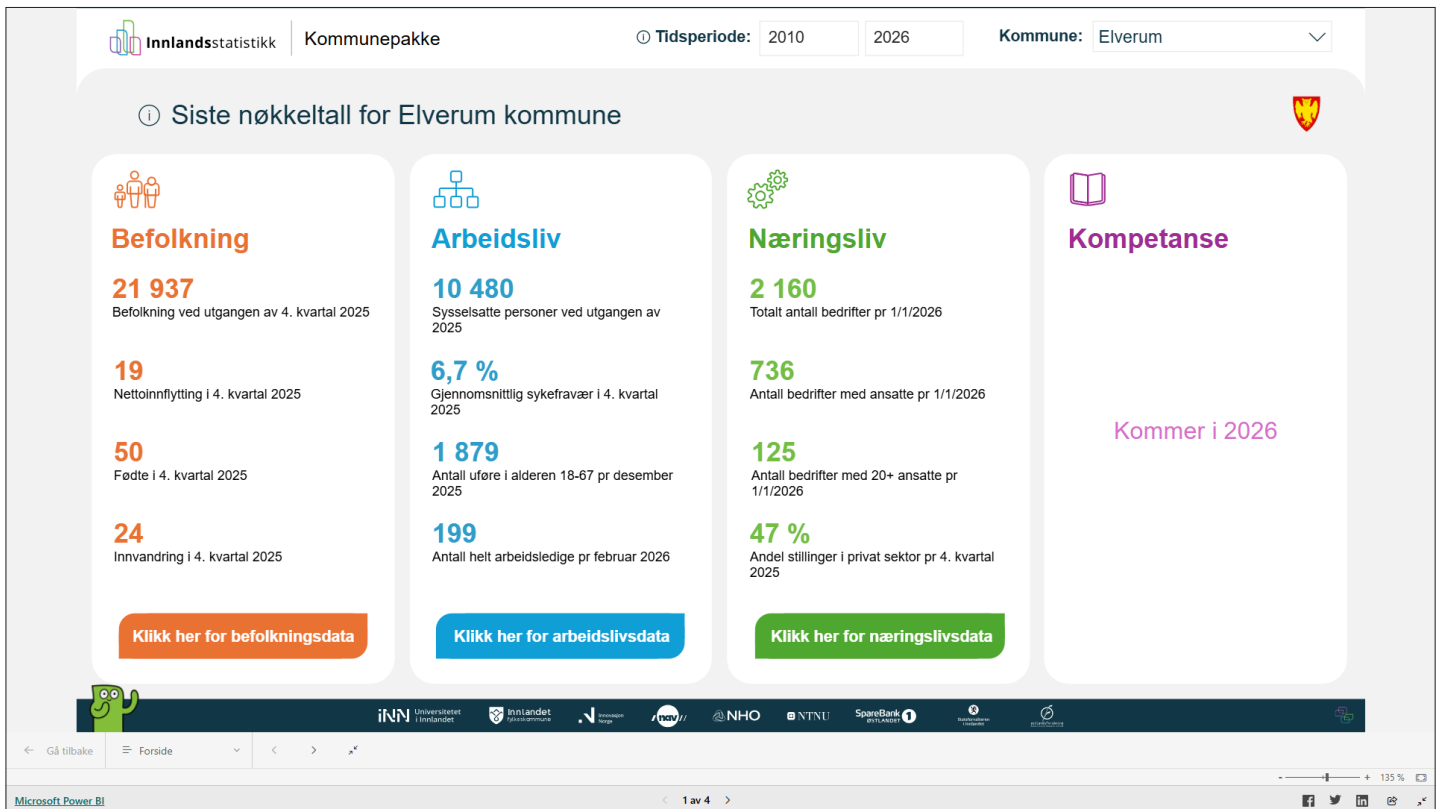 Innlandsstatistikk
Kommunepakke
Tidsperiode: 2010 2026
Kommune: Elverum
Siste nøkkeltall for Elverum kommune
Befolkning
21 937
Befolkning ved utgangen av 4. kvartal 2025
19
Nettoinnflytting i 4. kvartal 2025
50
Fødte i 4. kvartal 2025
24
Innvandring i 4. kvartal 2025
Klikk her for befolkningsdata
Arbeidsliv
10 480
Sysselsatte personer ved utgangen av
2025
6,7 %
Gjennomsnittlig sykefravær i 4. kvartal
2025
1 879
Antall uføre i alderen 18-67 pr desember
2025
199
Antall helt arbeidsledige pr februar 2026
Klikk her for arbeidslivsdata
Næringsliv
2 160
Totalt antall bedrifter pr 1/1/2026
736
Antall bedrifter med ansatte pr 1/1/2026
125
Antall bedrifter med 20+ ansatte pr
1/1/2026
47 %
Andel stillinger i privat sektor pr 4. kvartal
2025
Klikk her for næringslivsdata
Kompetanse
Kommer i 2026
INN Universitetet
i Innlandet
Innlandet
fylkeskommune
Innovasjon
Norge
nav
NHO
NTNU
SpareBank 1
ØSTLANDET
Gå tilbake
Forside
135 %
Microsoft Power BI
1 av 4